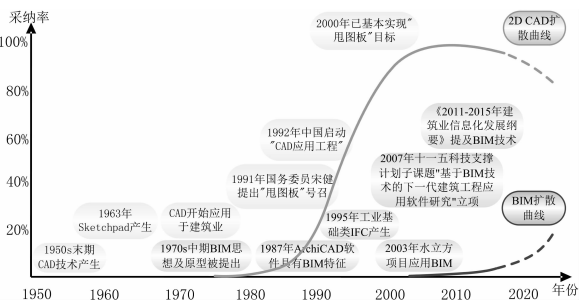 采纳率
2000年已基本实现"
甩图板"目标
2D CAD扩
散曲线
100%
80%
60%
40%
20%
《2011-2015年建
筑业信息化发展纲
要》提及BIM技术
1992年中国启动
"CAD应用工程"
2007年十一五科技支撑
计划子课题"基于BIM技术
的下一代建筑工程应
用软件研究"立项
1991年国务委员宋健
提出"甩图板"号召
BIM扩散
曲线
1963年
Sketchpad产生
CAD开始应用
于建筑业
1995年工业基
础类IFC产生
1950s末期
CAD技术产生
1970s中期BIM思
想及原型被提出
1987年ArchiCAD软
件具有BIM特征
2003年水立方
项目应用BIM
1950
1960
1970
1980
1990
2000
2010
2020
年份